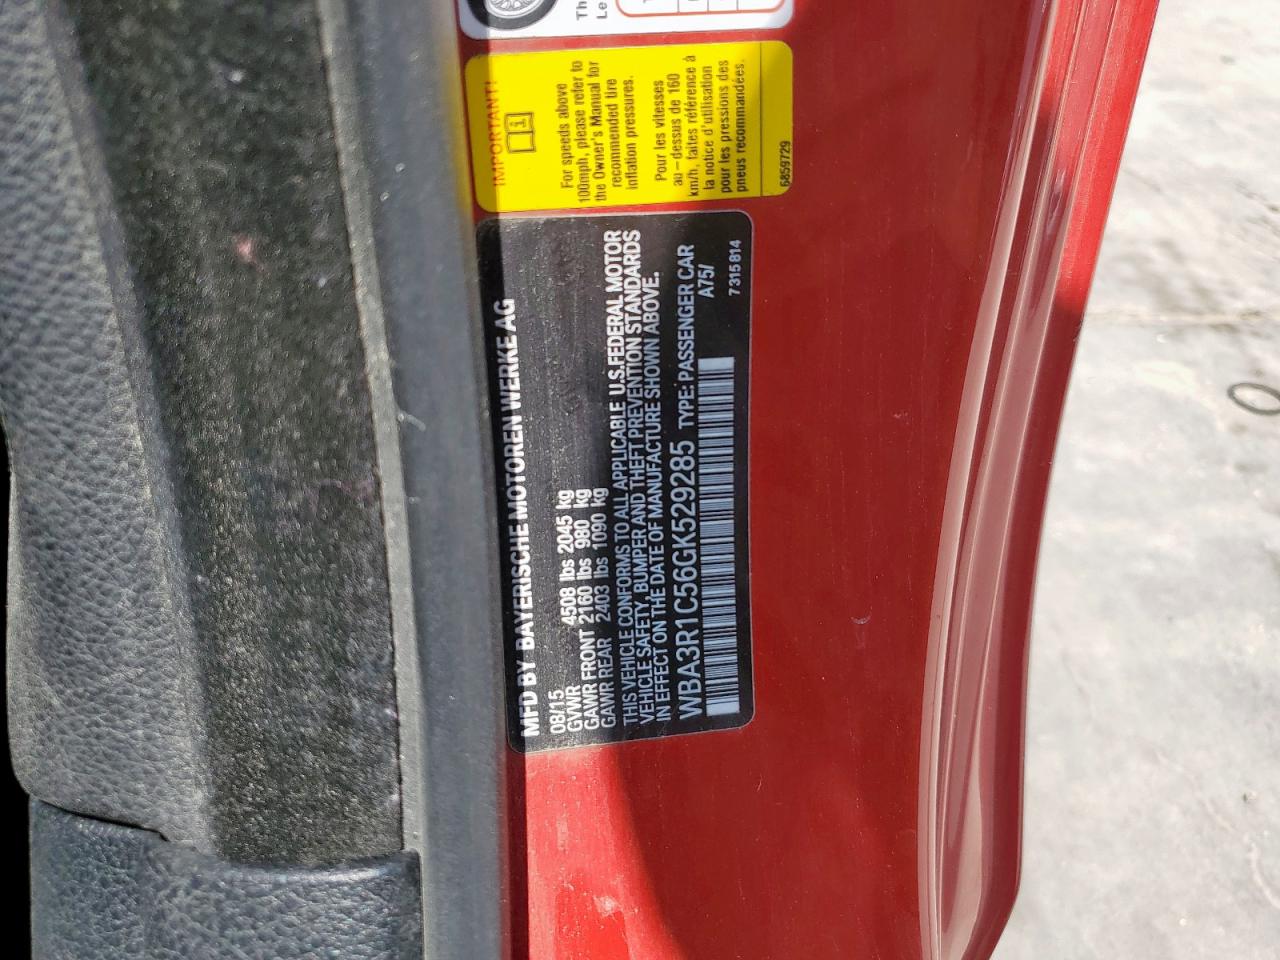 MFD BY BAYERISCHE MOTOREN WERKE AG
08/15
GVWR 4508 lbs 2045 kg
GAWR FRONT 2160 lbs 980 kg
GAWR REAR 2403 lbs 1090 kg
THIS VEHICLE CONFORMS TO ALL APPLICABLE U.S.FEDERAL MOTOR
VEHICLE SAFETY, BUMPER AND THEFT PREVENTION STANDARDS
IN EFFECT ON THE DATE OF MANUFACTURE SHOWN ABOVE.
WBA3R1C56GK529285 TYPE: PASSENGER CAR
A75/
7315814
IMPORTANT!
For speeds above
100mph, please refer to
the Owner's Manual for
recommended tire
inflation pressures.
Pour les vitesses
au-dessus de 160
km/h, faites référence à
la notice d'utilisation
pour les pressions des
pneus recommandées.
6859729
Th
Le